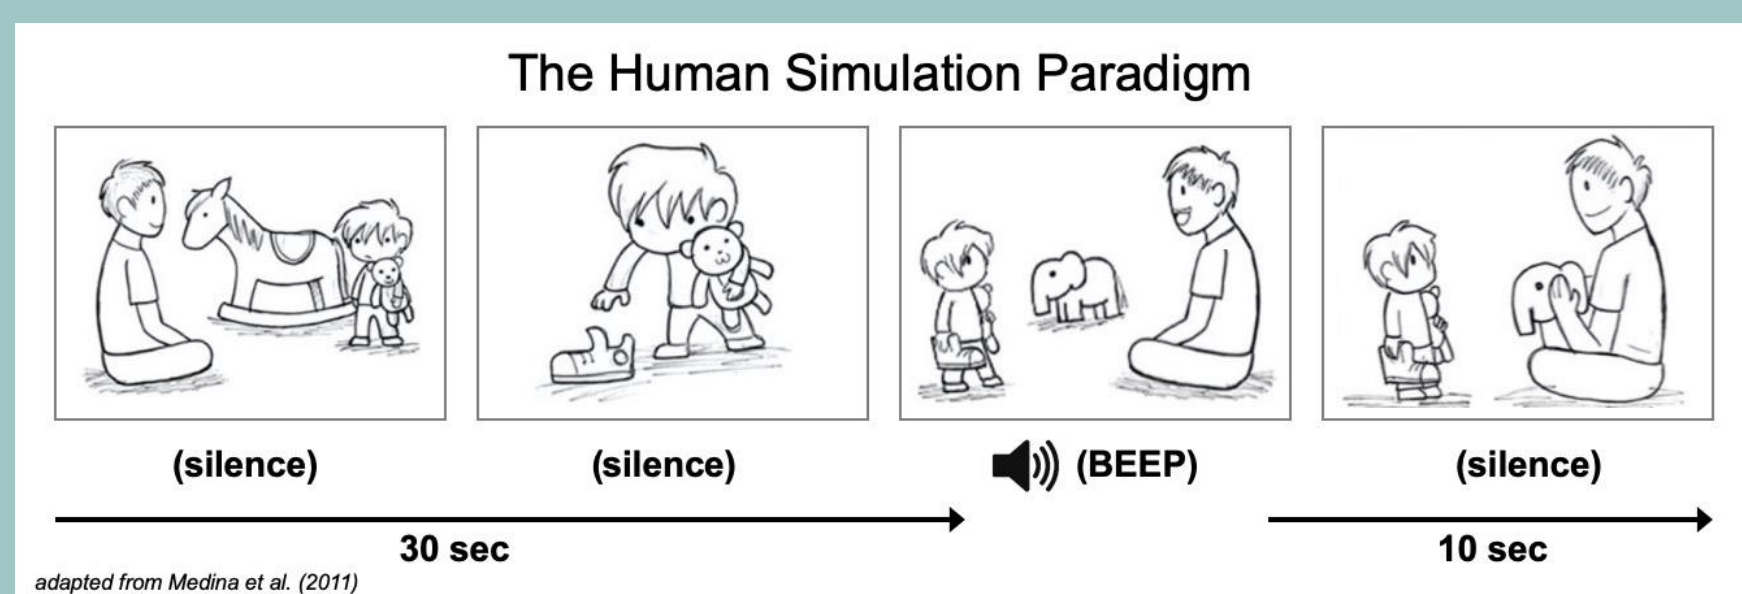 The Human Simulation Paradigm
(silence)
(silence)
(BEEP)
(silence)
30 sec
10 sec
adapted from Medina et al. (2011)